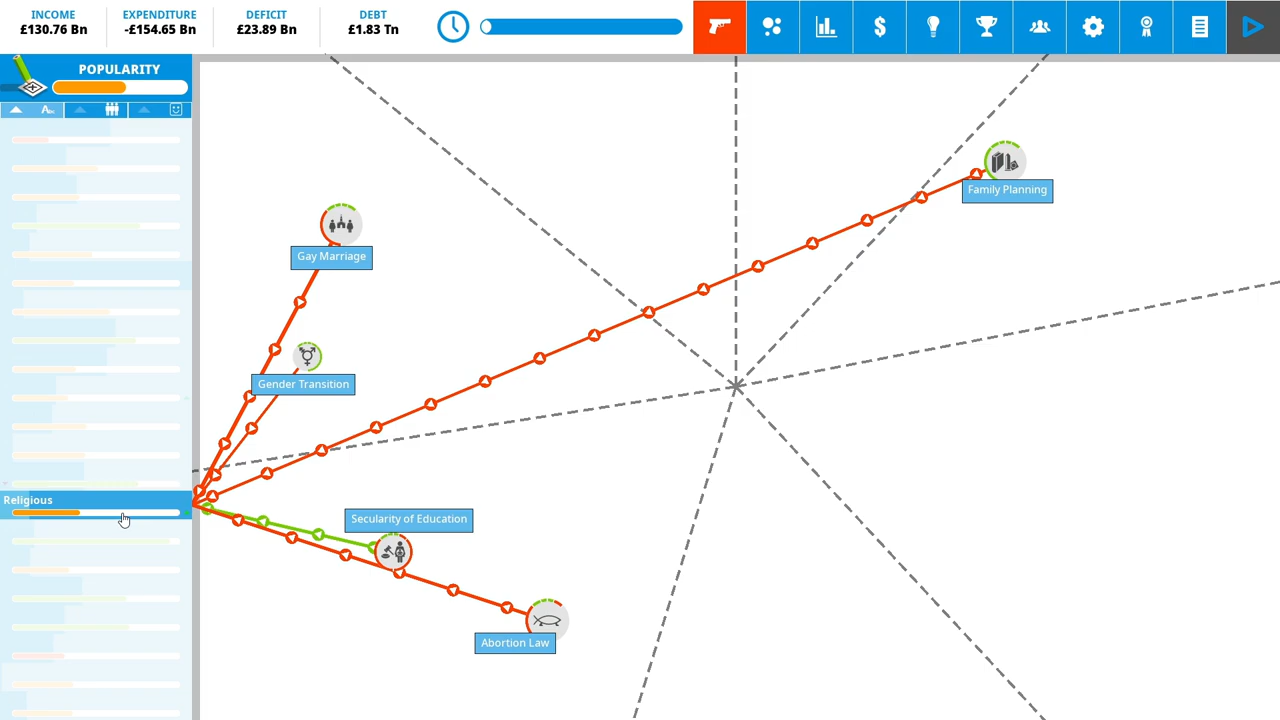 INCOME
£130.76 Bn
EXPENDITURE
-£154.65 Bn
DEFICIT
£23.89 Bn
DEBT
£1.83 Tn
POPULARITY
Family Planning
Gay Marriage
Gender Transition
Religious
Secularity of Education
Abortion Law